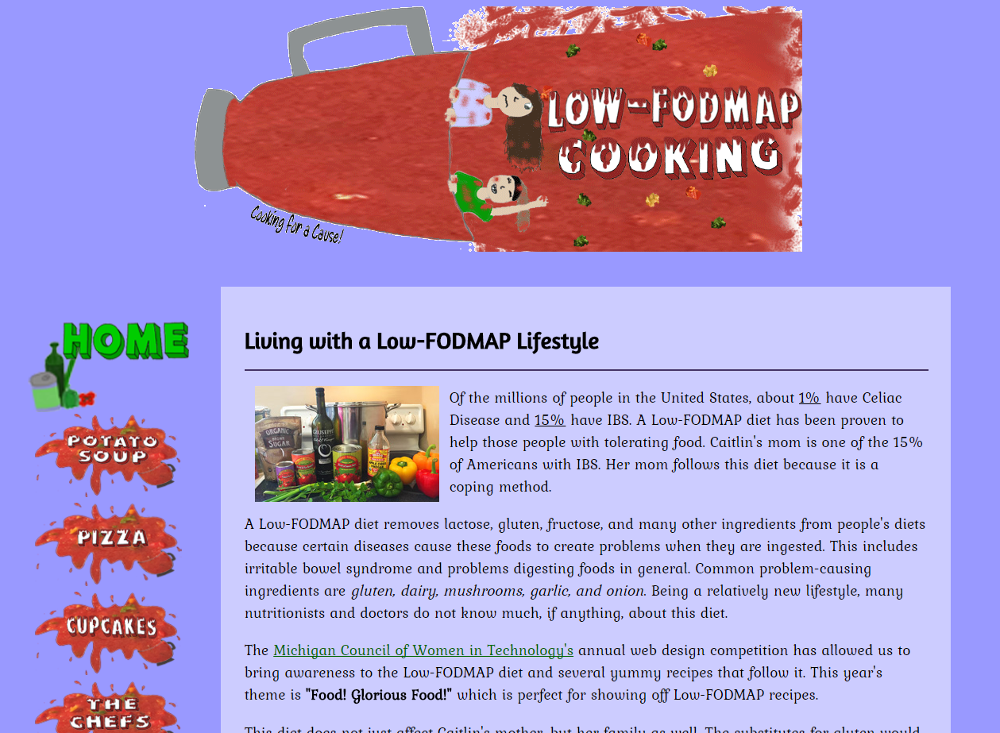 LOW-FODMAP
COOKING
Cooking for a Cause!
HOME
POTATO
SOUP
PIZZA
CUPCAKES
THE
CHEFS
Living with a Low-FODMAP Lifestyle
ORGANIC
SUGAR
GIUSEPPE
Of the millions of people in the United States, about 1% have Celiac
Disease and 15% have IBS. A Low-FODMAP diet has been proven to
help those people with tolerating food. Caitlin's mom is one of the 15%
of Americans with IBS. Her mom follows this diet because it is a
coping method.
A Low-FODMAP diet removes lactose, gluten, fructose, and many other ingredients from people's diets
because certain diseases cause these foods to create problems when they are ingested. This includes
irritable bowel syndrome and problems digesting foods in general. Common problem-causing
ingredients are gluten, dairy, mushrooms, garlic, and onion. Being a relatively new lifestyle, many
nutritionists and doctors do not know much, if anything, about this diet.
The Michigan Council of Women in Technology's annual web design competition has allowed us to
bring awareness to the Low-FODMAP diet and several yummy recipes that follow it. This year's
theme is "Food! Glorious Food!" which is perfect for showing off Low-FODMAP recipes.
This diet does not just affect Caitlin's mother, but her family as well. The substitutes for gluten would